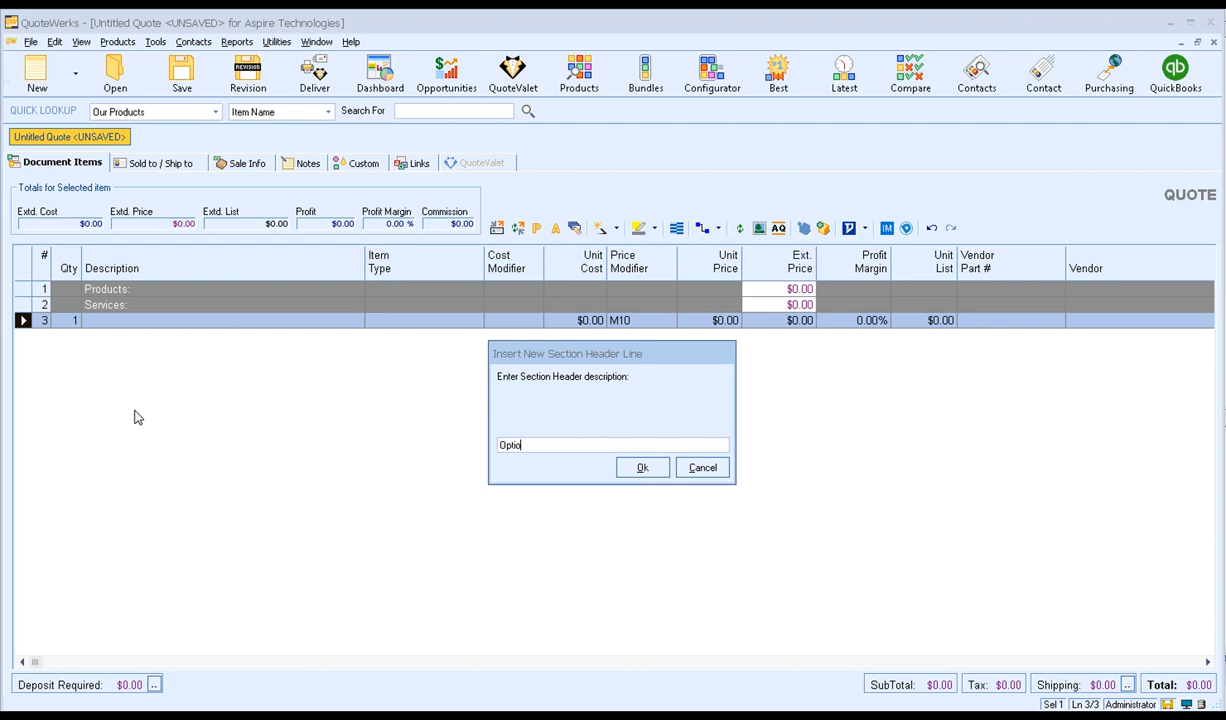 QuoteWerks - [Untitled Quote <UNSAVED> for Aspire Technologies]
File Edit View Products Tools Contacts Reports Utilities Window Help
New Open Save Revision Deliver Dashboard Opportunities QuoteValet Products Bundles Configurator Best Latest Compare Contacts Contact Purchasing QuickBooks
QUICK LOOKUP Our Products Item Name Search For
Untitled Quote <UNSAVED>
Document Items Sold to / Ship to Sale Info Notes Custom Links QuoteValet
Totals for Selected item
QUOTE
Extd. Cost Extd. Price Extd. List Profit Profit Margin Commission
$0.00 $0.00 $0.00 $0.00 0.00 % $0.00
# Qty Description Item Type Cost Modifier Unit Cost Price Modifier Unit Price Ext. Price Profit Margin Unit List Vendor Part # Vendor
1 Products: $0.00
2 Services: $0.00
3 1 $0.00 M10 $0.00 $0.00 0.00% $0.00
Insert New Section Header Line
Enter Section Header description:
Optio
Ok Cancel
Deposit Required: $0.00 .. SubTotal: $0.00 Tax: $0.00 Shipping: $0.00 .. Total: $0.00
Sel 1 Ln 3/3 Administrator